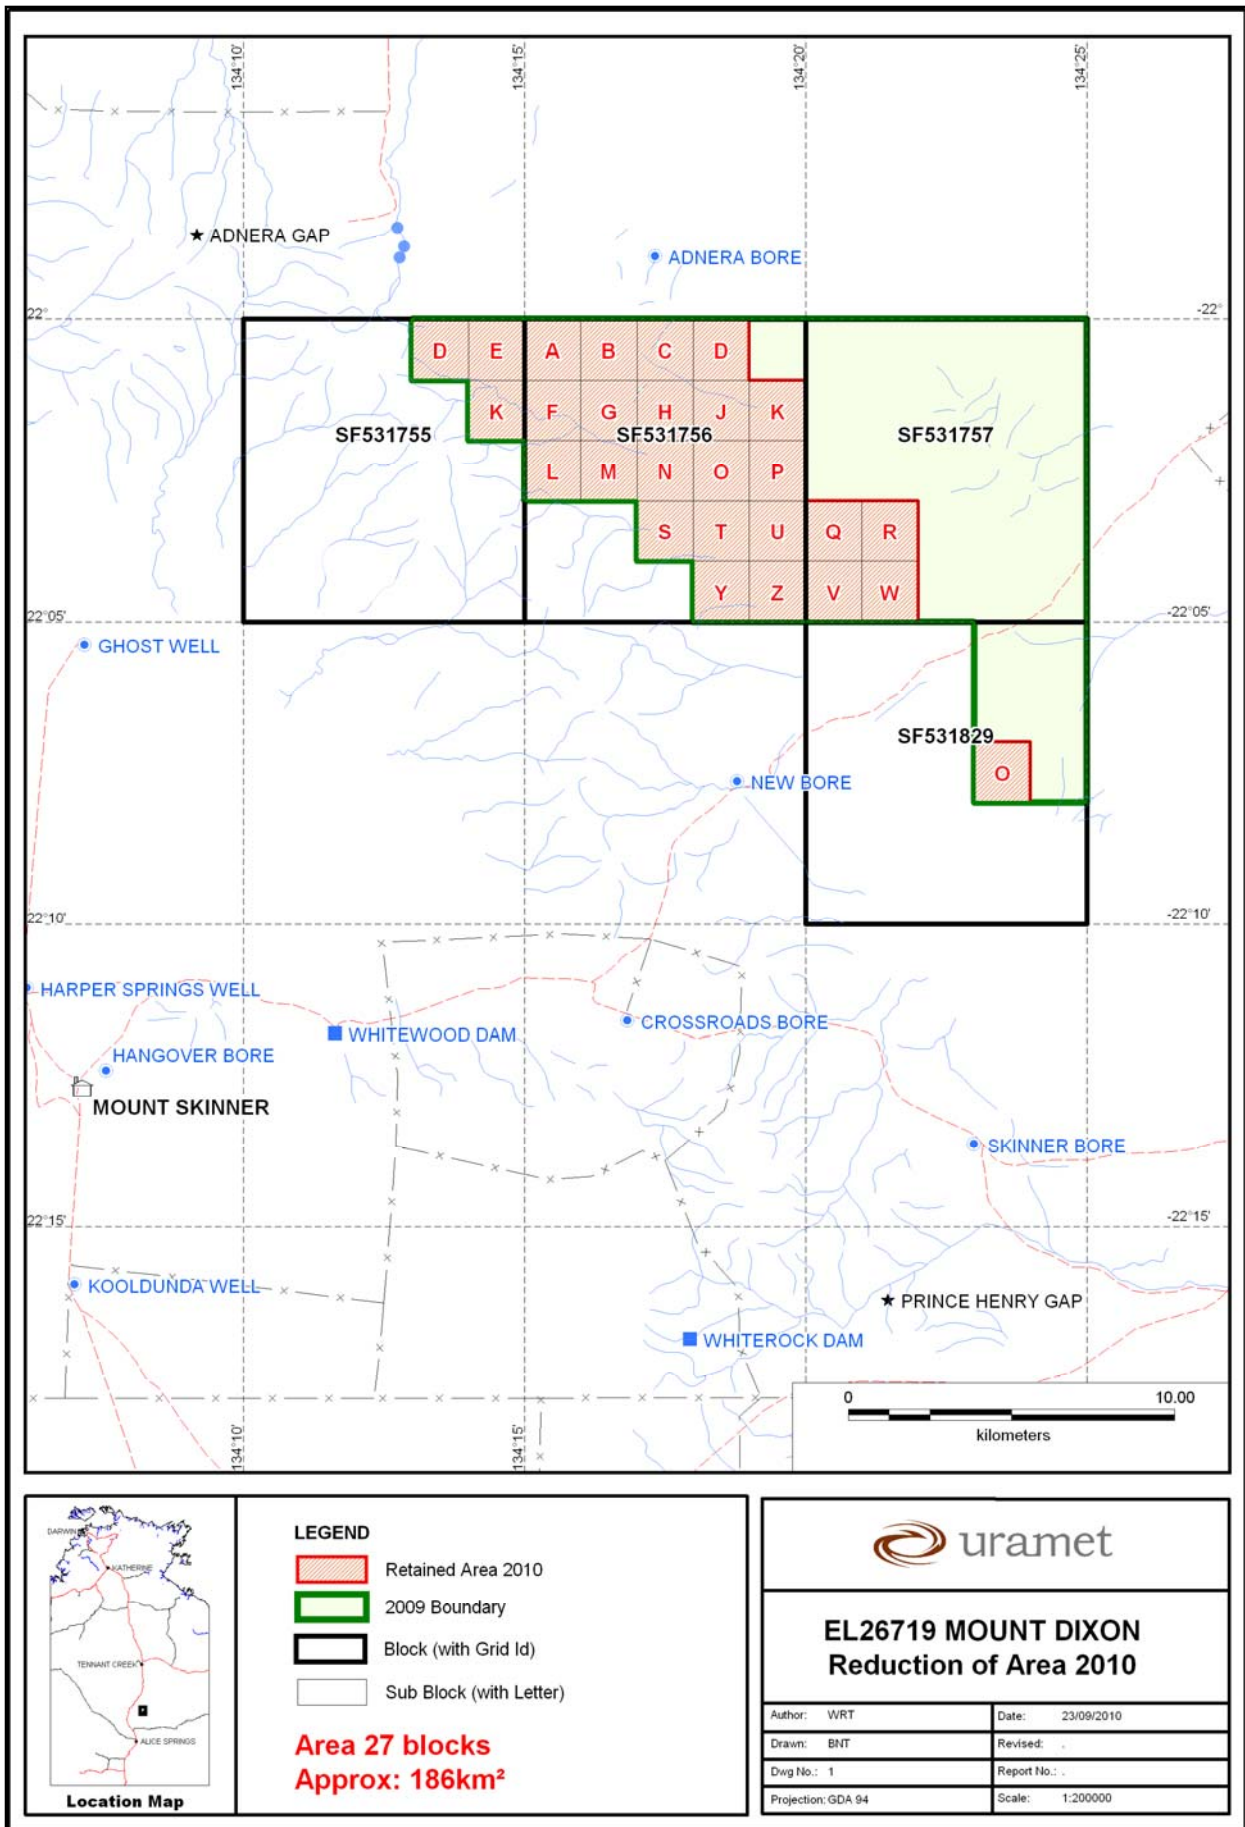 134°10'
134°15'
134°20'
134°25'
ADNERA GAP
ADNERA BORE
22°
-22°
D E A B C D
K F G H J K
SF531755
SF531756
SF531757
L M N O P
S T U Q R
Y Z V W
22°05'
-22°05'
GHOST WELL
SF531829
O
NEW BORE
22°10'
-22°10'
HARPER SPRINGS WELL
CROSSROADS BORE
WHITEWOOD DAM
HANGOVER BORE
MOUNT SKINNER
SKINNER BORE
22°15'
-22°15'
KOOLDUNDA WELL
PRINCE HENRY GAP
WHITEROCK DAM
0 10.00
kilometers
134°10'
134°15'
DARWIN
KATHERINE
TENNANT CREEK
ALICE SPRINGS
Location Map
LEGEND
Retained Area 2010
2009 Boundary
Block (with Grid Id)
Sub Block (with Letter)
Area 27 blocks
Approx: 186km²
uramet
EL26719 MOUNT DIXON
Reduction of Area 2010
Author: WRT Date: 23/09/2010
Drawn: BNT Revised: .
Dwg No.: 1 Report No.: .
Projection: GDA 94 Scale: 1:200000